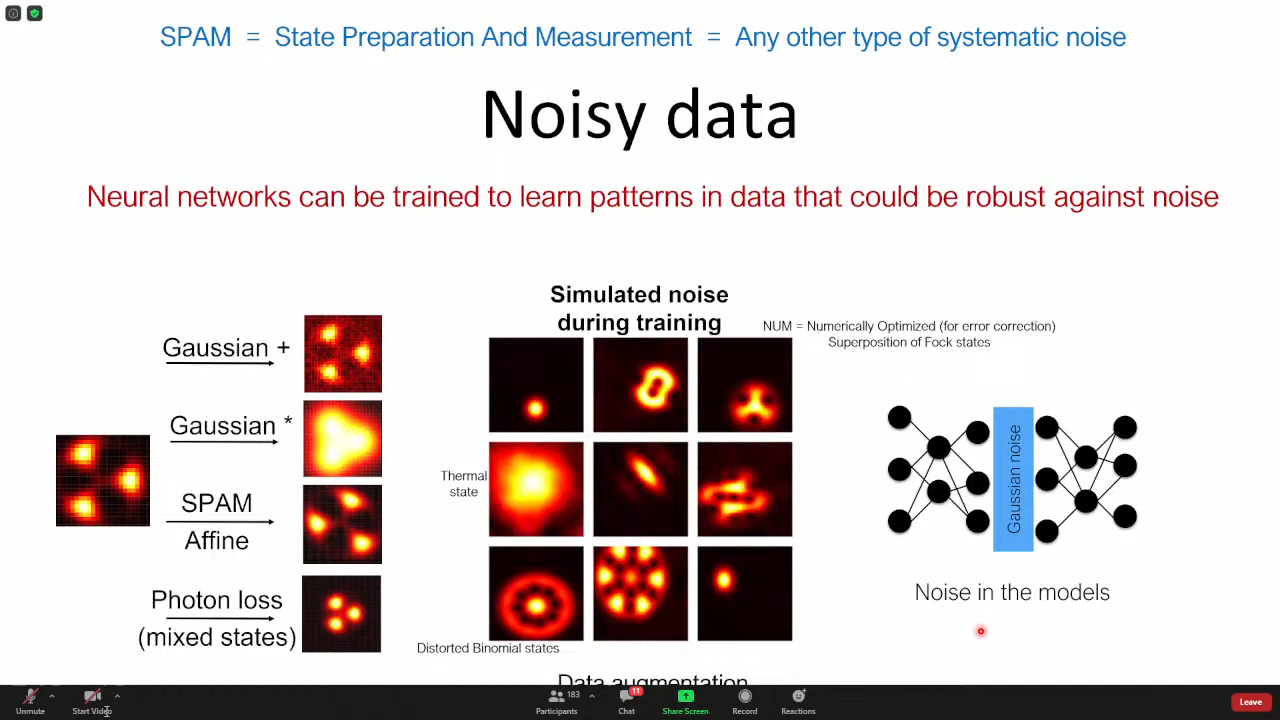 SPAM = State Preparation And Measurement = Any other type of systematic noise
Noisy data
Neural networks can be trained to learn patterns in data that could be robust against noise
Gaussian +
Gaussian *
SPAM
Affine
Photon loss
(mixed states)
Simulated noise
during training
Thermal
state
Distorted Binomial states
Data augmentation
NUM = Numerically Optimized (for error correction)
Superposition of Fock states
Gaussian noise
Noise in the models
Unmute
Start Video
Participants
183
Chat
11
Share Screen
Record
Reactions
Leave